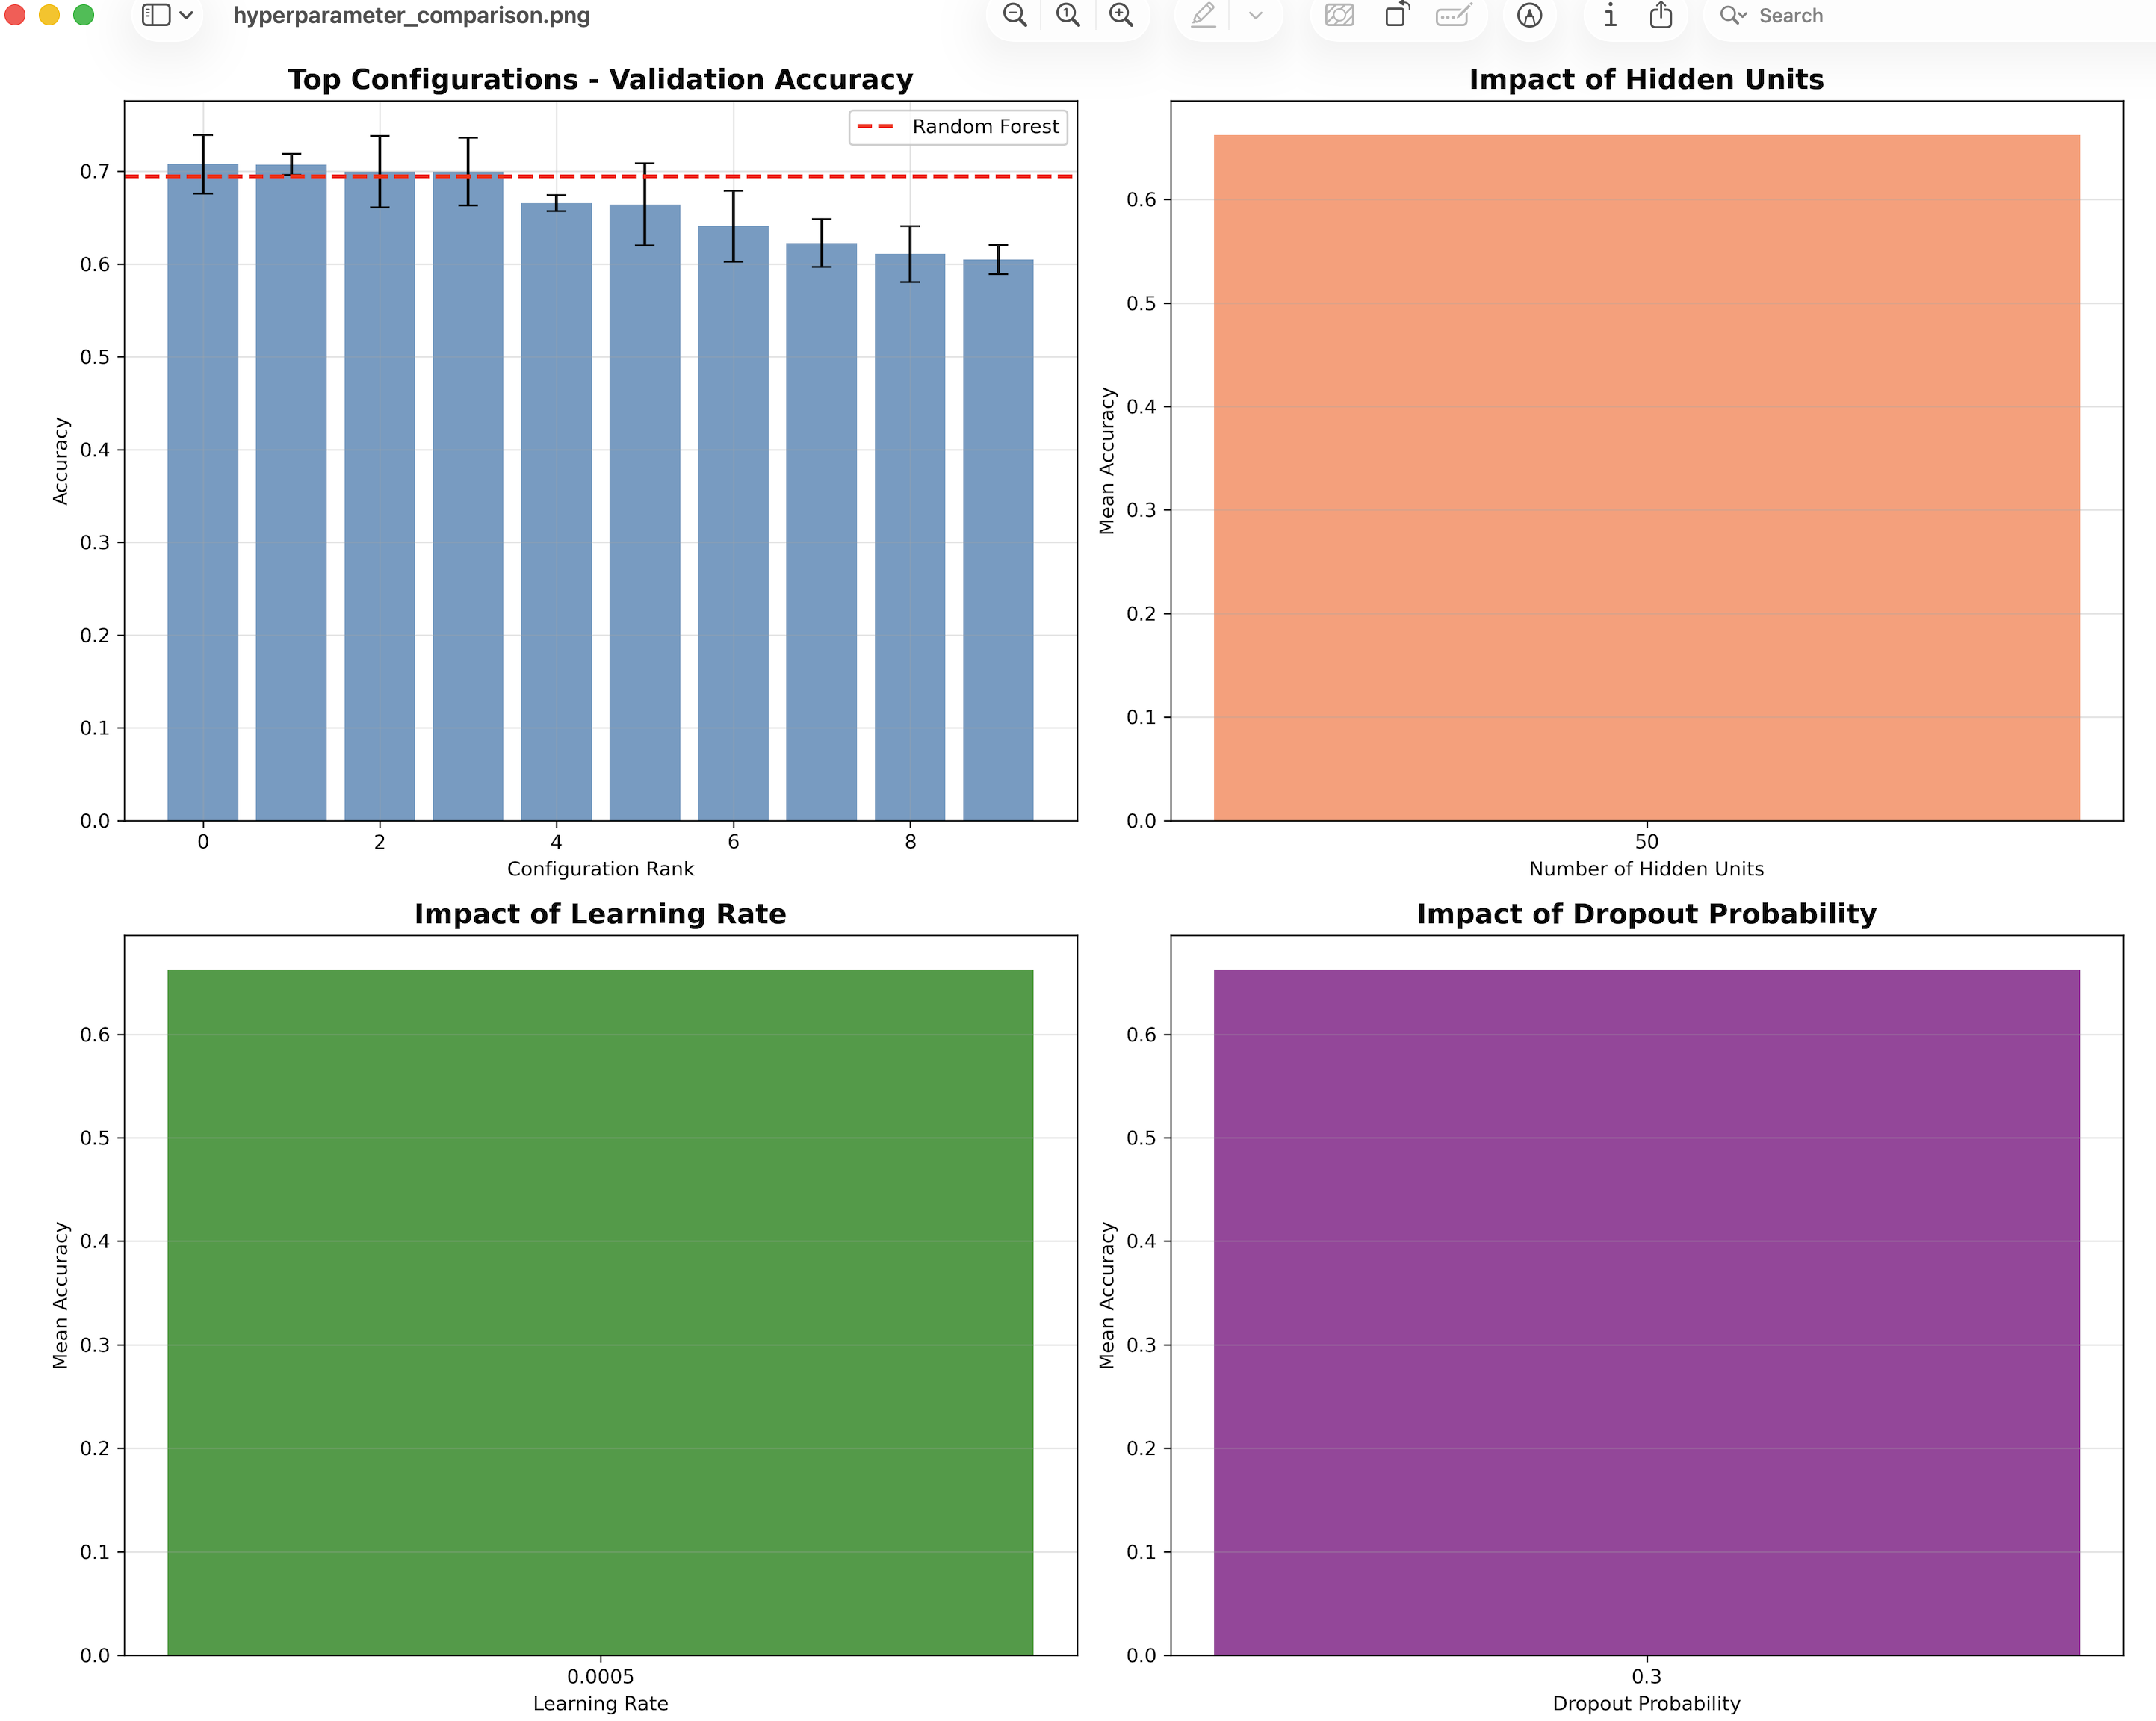 hyperparameter_comparison.png
1
Search
Top Configurations - Validation Accuracy
Random Forest
0.7
0.6
0.5
0.4
0.3
0.2
0.1
0.0
Accuracy
0 2 4 6 8
Configuration Rank
Impact of Hidden Units
0.6
0.5
0.4
0.3
0.2
0.1
0.0
Mean Accuracy
50
Number of Hidden Units
Impact of Learning Rate
0.6
0.5
0.4
0.3
0.2
0.1
0.0
Mean Accuracy
0.0005
Learning Rate
Impact of Dropout Probability
0.6
0.5
0.4
0.3
0.2
0.1
0.0
Mean Accuracy
0.3
Dropout Probability